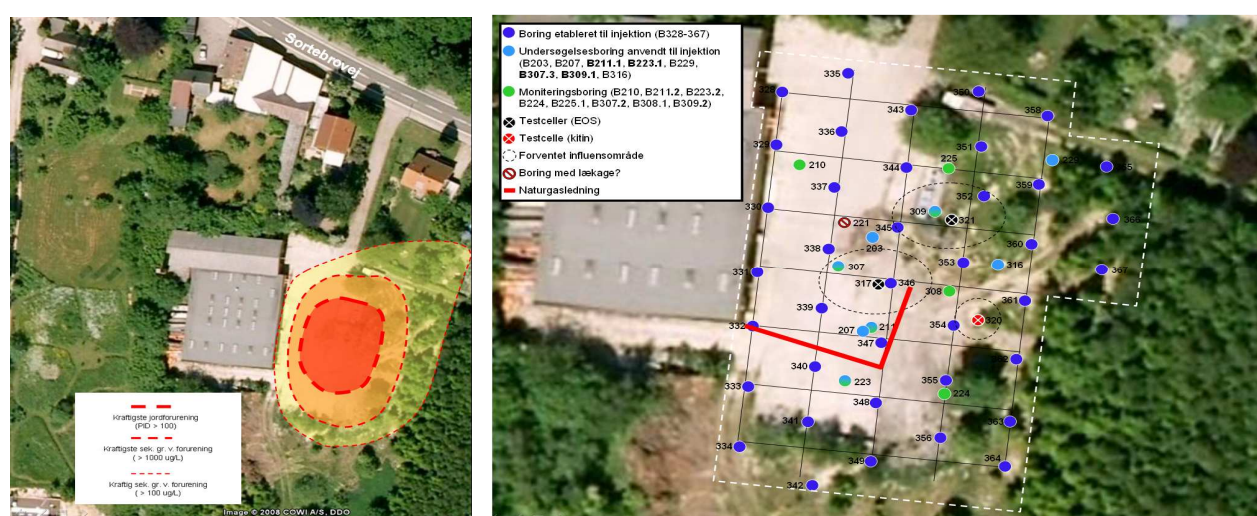 Sortebrovej
Kraftigste jordforurening
(PID > 100)
Kraftigste sek. gr. v. forurening
( > 1000 ug/L)
Kraftig sek. gr. v. forurening
( > 100 ug/L)
Image © 2008 COWI A/S, DDO
Boring etableret til injektion (B328-367)
Undersøgelsesboring anvendt til injektion
(B203, B207, B211.1, B223.1, B229,
B307.3, B309.1, B316)
Moniteringsboring (B210, B211.2, B223.2,
B224, B225.1, B307.2, B308.1, B309.2)
Testceller (EOS)
Testcelle (kitin)
Forventet influensområde
Boring med lækage?
Naturgasledning
335
328
350
343
358
336
329
351
210
344
225
365
337
352
359
330
309
321
221
345
366
203
360
338
307
353
316
331
317
346
367
308
361
339
320
332
207
211
354
347
340
333
223
355
224
348
341
363
356
334
349
364
342